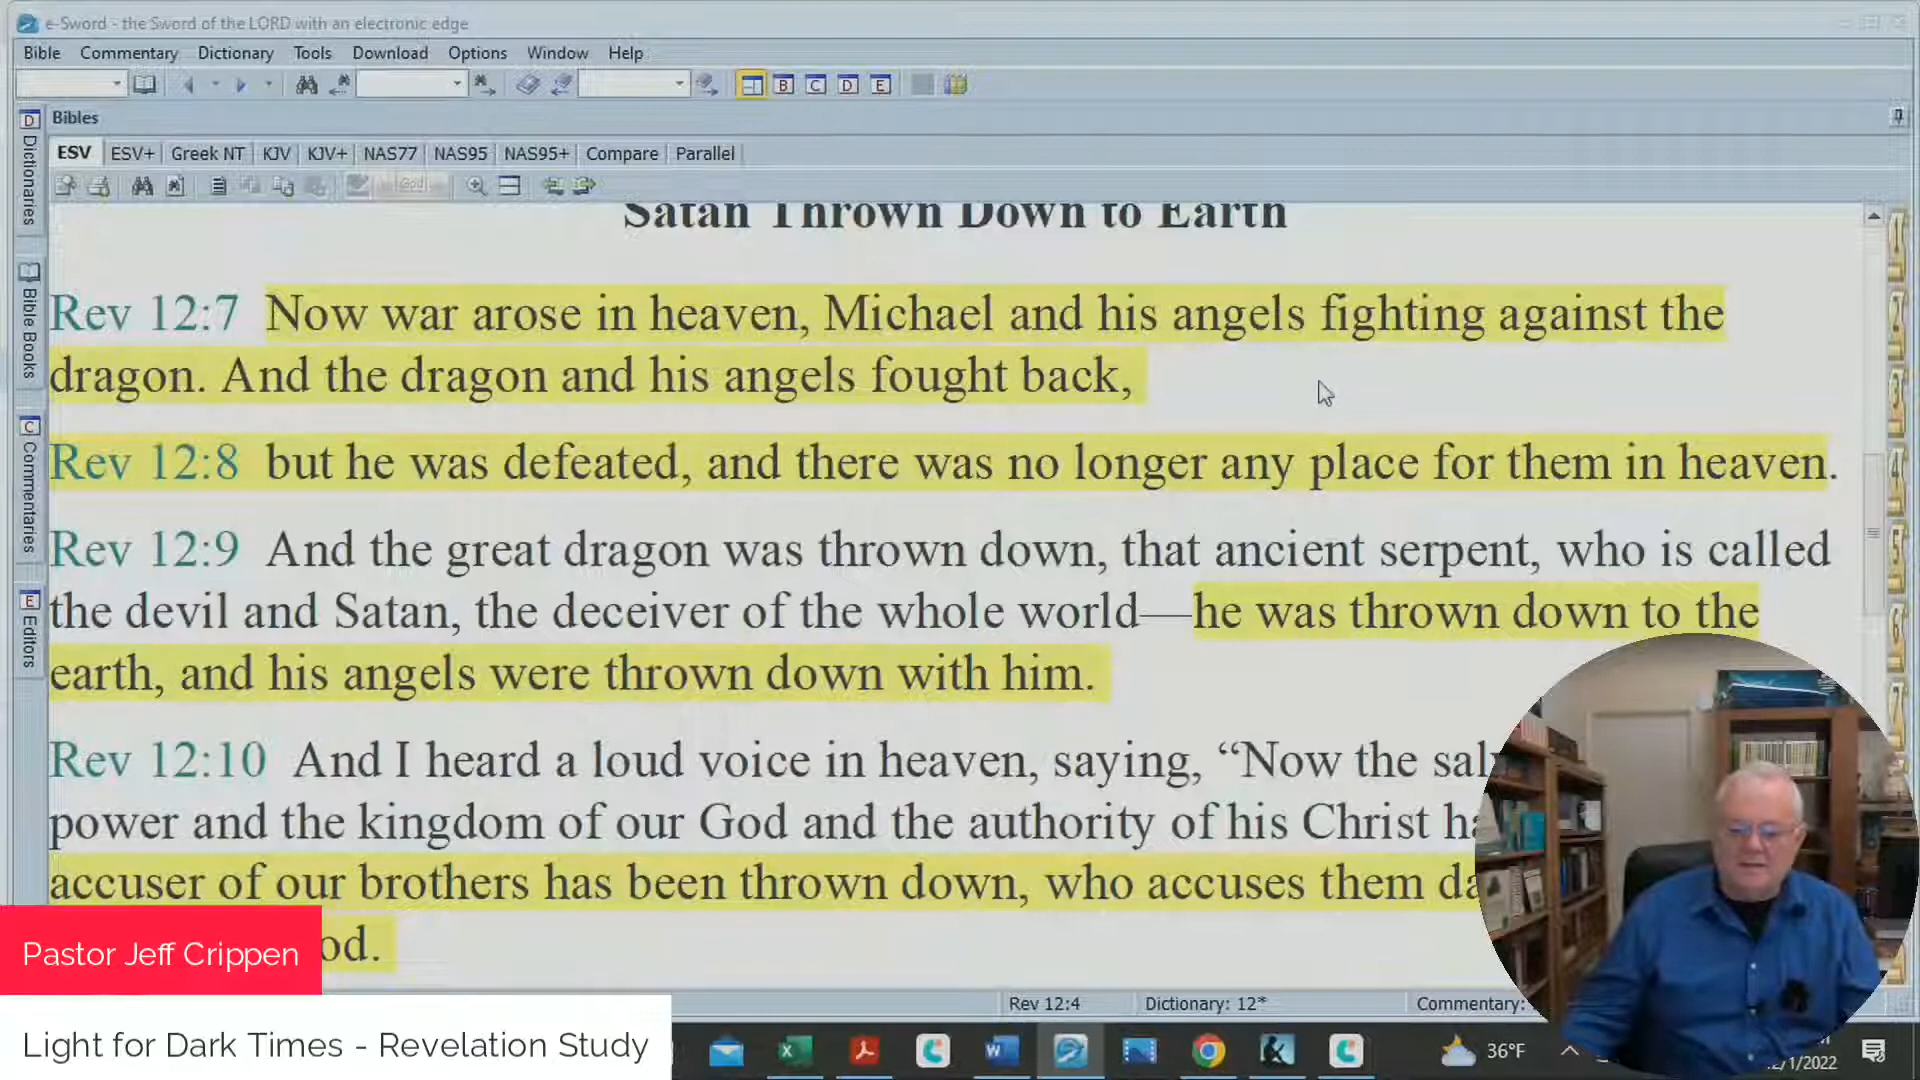 e-Sword - the Sword of the LORD with an electronic edge
Bible Commentary Dictionary Tools Download Options Window Help
B C D E
D Dictionaries
Bible Books
C Commentaries
E Editors
Bibles
ESV ESV+ Greek NT KJV KJV+ NAS77 NAS95 NAS95+ Compare Parallel
God
Satan Thrown Down to Earth
Rev 12:7 Now war arose in heaven, Michael and his angels fighting against the
dragon. And the dragon and his angels fought back,
Rev 12:8 but he was defeated, and there was no longer any place for them in heaven.
Rev 12:9 And the great dragon was thrown down, that ancient serpent, who is called
the devil and Satan, the deceiver of the whole world—he was thrown down to the
earth, and his angels were thrown down with him.
Rev 12:10 And I heard a loud voice in heaven, saying, “Now the
power and the kingdom of our God and the authority of his Christ
accuser of our brothers has been thrown down, who accuses them
1
2
3
4
5
6
7
Pastor Jeff Crippen
Light for Dark Times - Revelation Study
Rev 12:4 Dictionary: 12* Commentary:
36°F